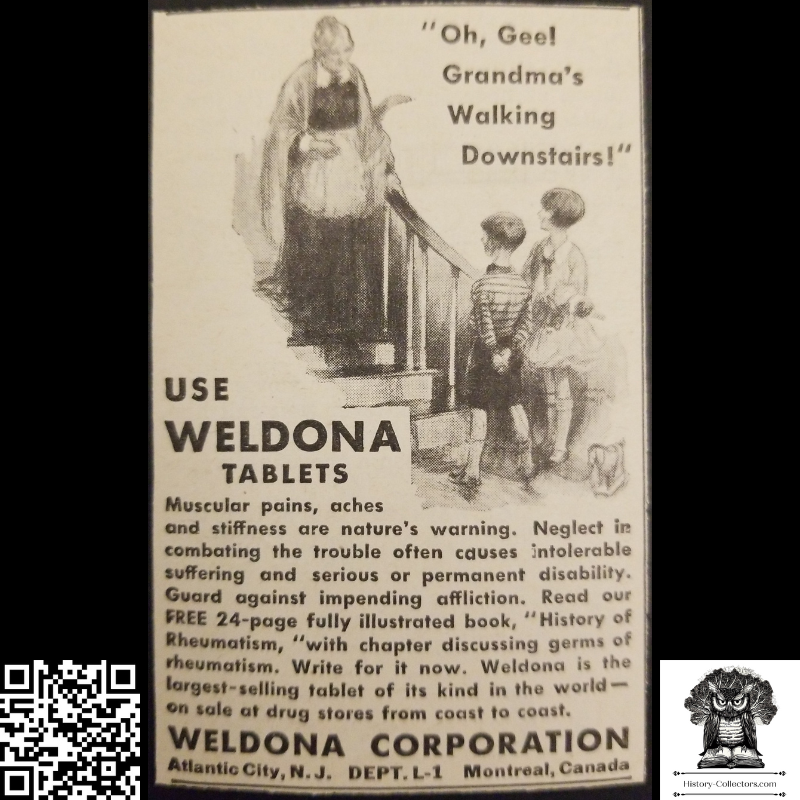 "Oh, Gee!
Grandma's
Walking
Downstairs!"
USE
WELDONA
TABLETS
Muscular pains, aches
and stiffness are nature's warning. Neglect in
combating the trouble often causes intolerable
suffering and serious or permanent disability.
Guard against impending affliction. Read our
FREE 24-page fully illustrated book, "History of
Rheumatism, "with chapter discussing germs of
rheumatism. Write for it now. Weldona is the
largest-selling tablet of its kind in the world—
on sale at drug stores from coast to coast.
WELDONA CORPORATION
Atlantic City, N. J. DEPT. L-1 Montreal, Canada
History-Collectors.com